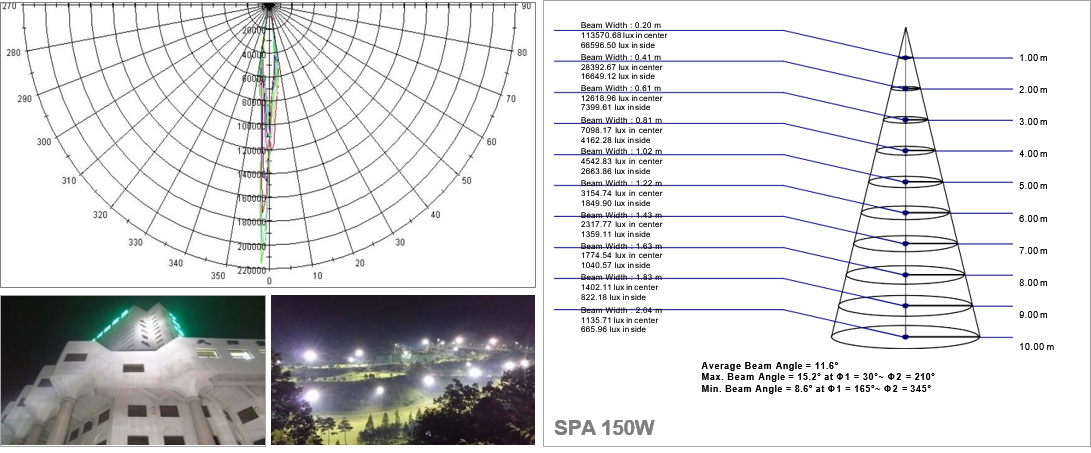 270
280
290
300
310
320
330
340
350
0
10
20
30
40
50
60
70
80
90
20000
40000
60000
80000
100000
120000
140000
160000
180000
200000
220000
Beam Width : 0.20 m
113570.68 lux in center
66596.50 lux in side
Beam Width : 0.41 m
28392.67 lux in center
16649.12 lux in side
Beam Width : 0.61 m
12618.96 lux in center
7399.61 lux in side
Beam Width : 0.81 m
7098.17 lux in center
4162.28 lux in side
Beam Width : 1.02 m
4542.83 lux in center
2663.86 lux in side
Beam Width : 1.22 m
3154.74 lux in center
1849.90 lux in side
Beam Width : 1.43 m
2317.77 lux in center
1359.11 lux in side
Beam Width : 1.63 m
1774.54 lux in center
1040.57 lux in side
Beam Width : 1.83 m
1402.11 lux in center
822.18 lux in side
Beam Width : 2.04 m
1135.71 lux in center
665.96 lux in side
1.00 m
2.00 m
3.00 m
4.00 m
5.00 m
6.00 m
7.00 m
8.00 m
9.00 m
10.00 m
Average Beam Angle = 11.6°
Max. Beam Angle = 15.2° at Φ1 = 30°~ Φ2 = 210°
Min. Beam Angle = 8.6° at Φ1 = 165°~ Φ2 = 345°
SPA 150W